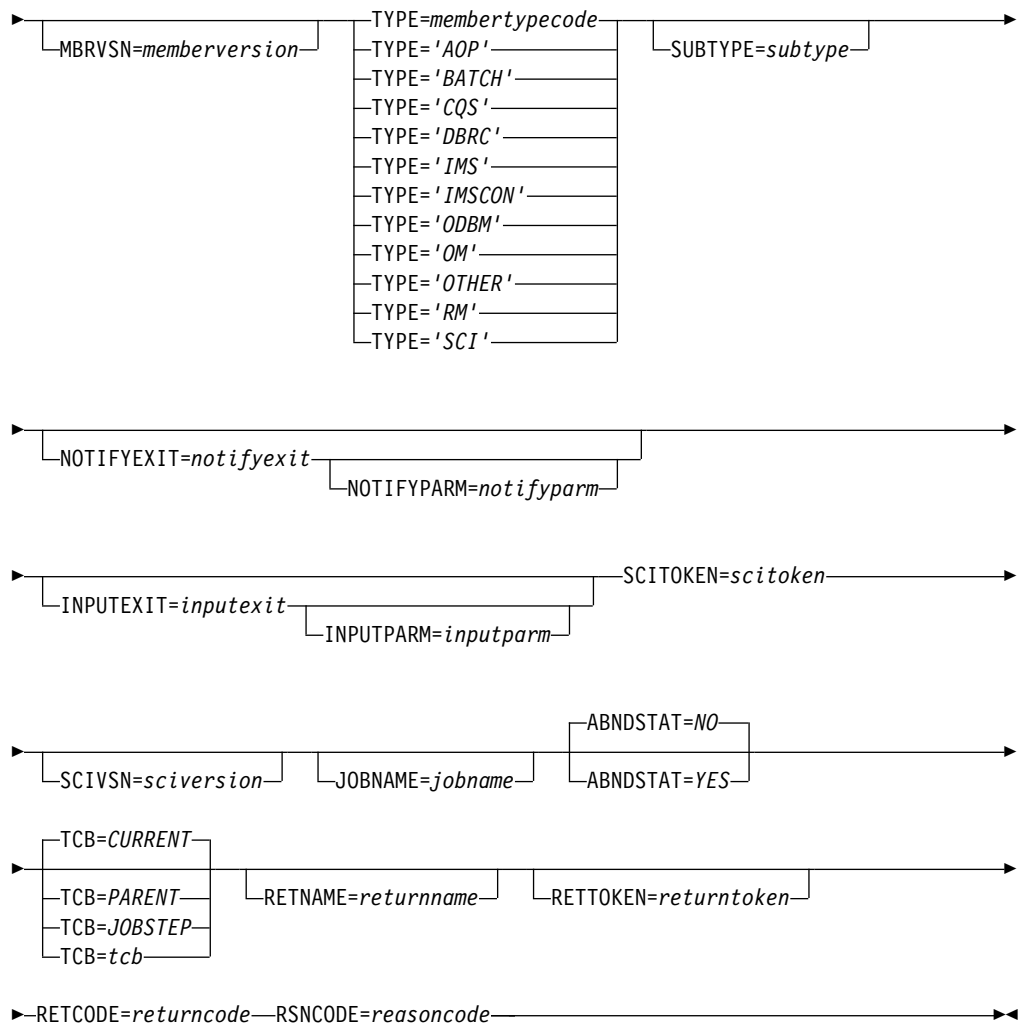 MBRVSN=memberversion TYPE=membertypecode SUBTYPE=subtype
TYPE='AOP'
TYPE='BATCH'
TYPE='CQS'
TYPE='DBRC'
TYPE='IMS'
TYPE='IMSCON'
TYPE='ODBM'
TYPE='OM'
TYPE='OTHER'
TYPE='RM'
TYPE='SCI'
NOTIFYEXIT=notifyexit
NOTIFYPARM=notifyparm
SCITOKEN=scitoken
INPUTEXIT=inputexit
INPUTPARM=inputparm
ABNDSTAT=NO
SCIVSN=sciversion JOBNAME=jobname ABNDSTAT=YES
TCB=CURRENT
TCB=PARENT RETNAME=returnname RETTOKEN=returntoken
TCB=JOBSTEP
TCB=tcb
RETCODE=returncode RSNCODE=reasoncode